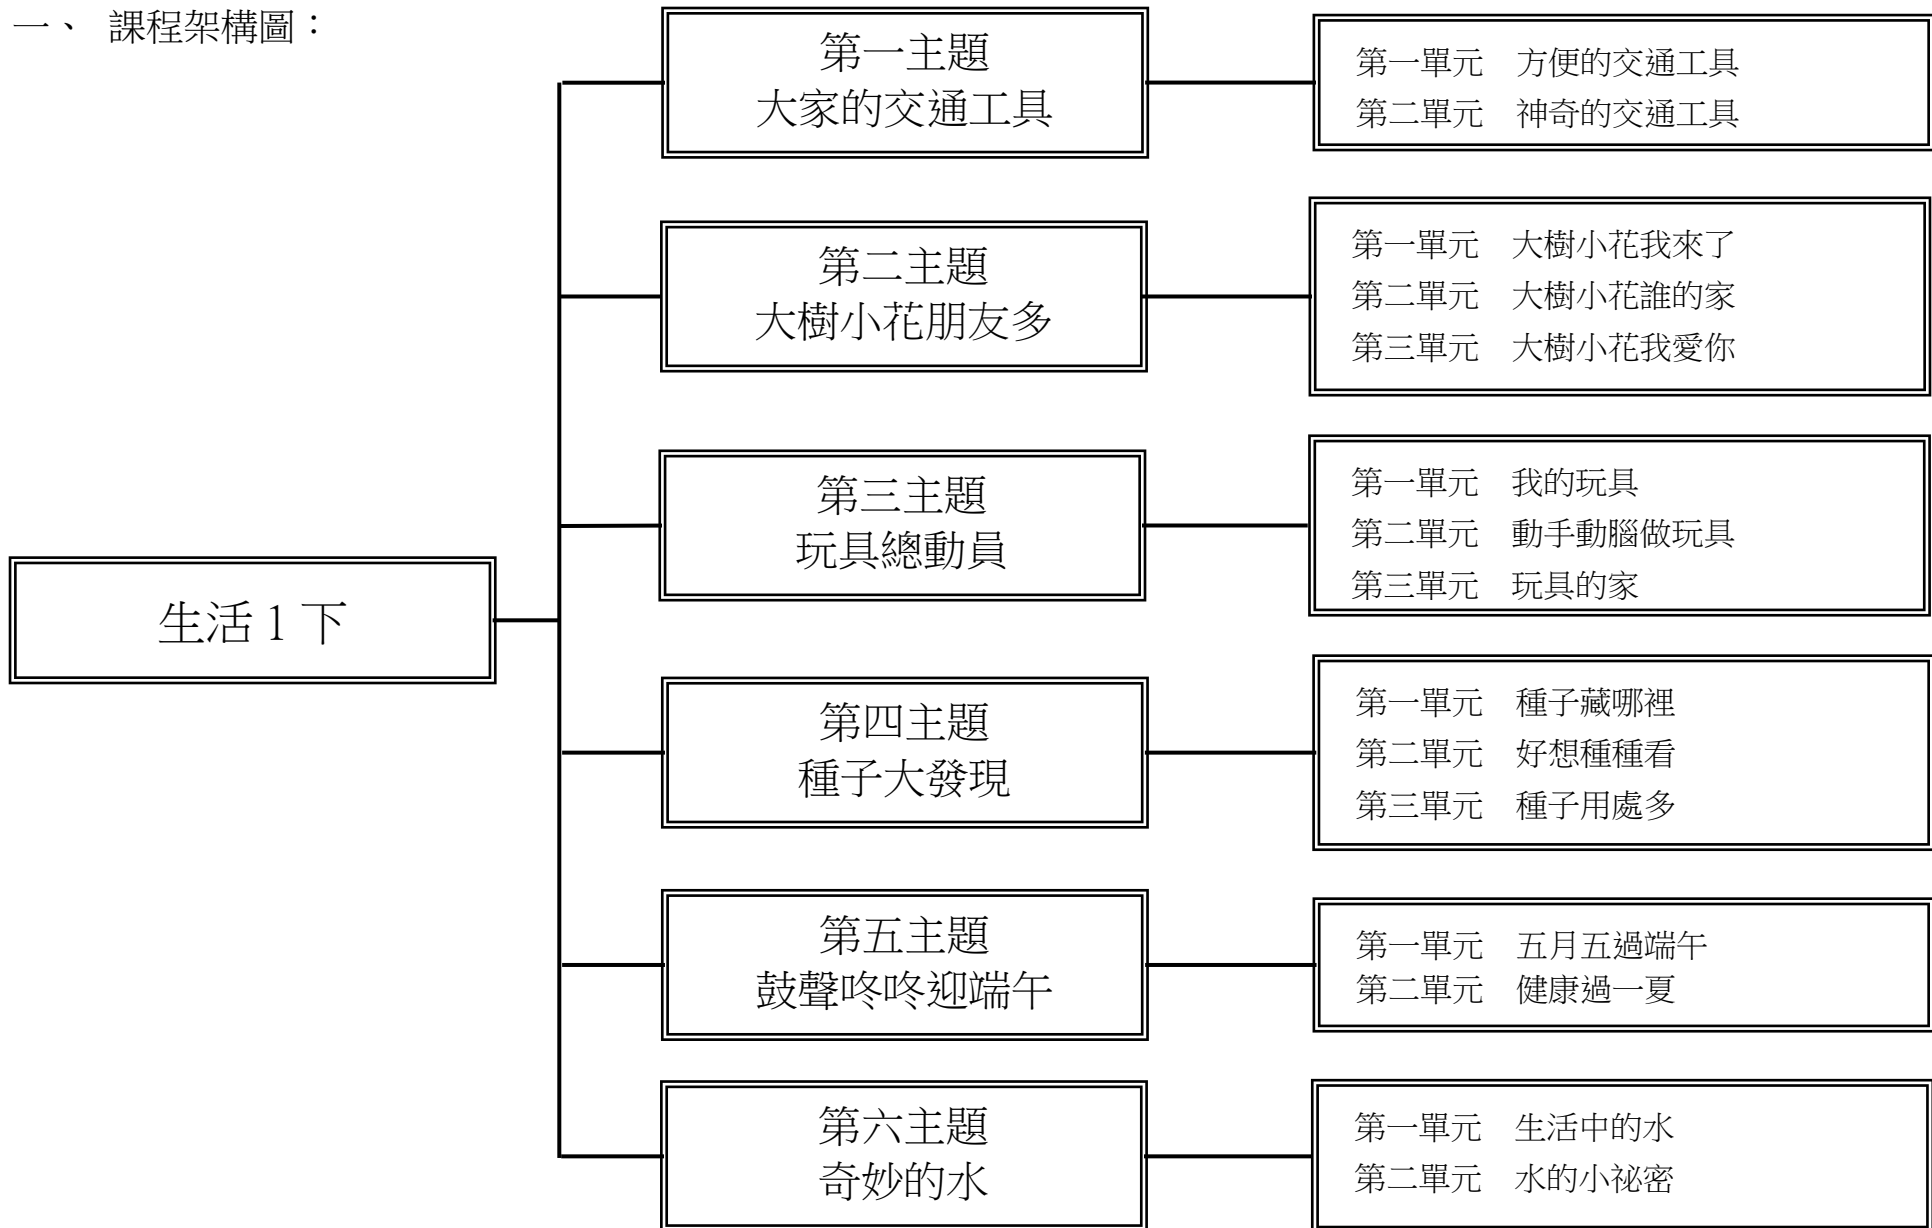 一、 課程架構圖：
生活 1 下
第一主題
大家的交通工具
第一單元　方便的交通工具
第二單元　神奇的交通工具
第二主題
大樹小花朋友多
第一單元　大樹小花我來了
第二單元　大樹小花誰的家
第三單元　大樹小花我愛你
第三主題
玩具總動員
第一單元　我的玩具
第二單元　動手動腦做玩具
第三單元　玩具的家
第四主題
種子大發現
第一單元　種子藏哪裡
第二單元　好想種種看
第三單元　種子用處多
第五主題
鼓聲咚咚迎端午
第一單元　五月五過端午
第二單元　健康過一夏
第六主題
奇妙的水
第一單元　生活中的水
第二單元　水的小祕密